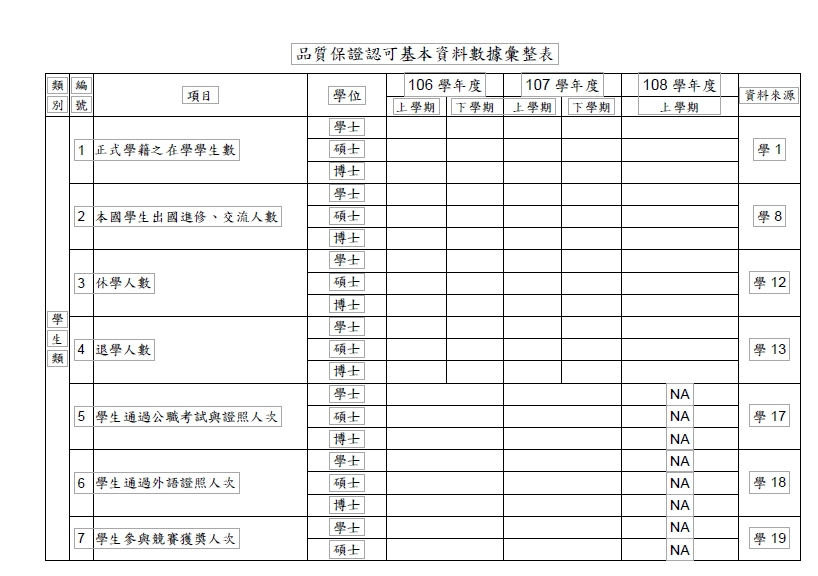 品質保證認可基本資料數據彙整表
類別 編號 項目 學位 106 學年度 107 學年度 108 學年度 資料來源
上學期 下學期 上學期 下學期 上學期
學生類
1 正式學籍之在學學生數 學士 學 1
碩士
博士
2 本國學生出國進修、交流人數 學士 學 8
碩士
博士
3 休學人數 學士 學 12
碩士
博士
4 退學人數 學士 學 13
碩士
博士
5 學生通過公職考試與證照人次 學士 NA 學 17
碩士 NA
博士 NA
6 學生通過外語證照人次 學士 NA 學 18
碩士 NA
博士 NA
7 學生參與競賽獲獎人次 學士 NA 學 19
碩士 NA